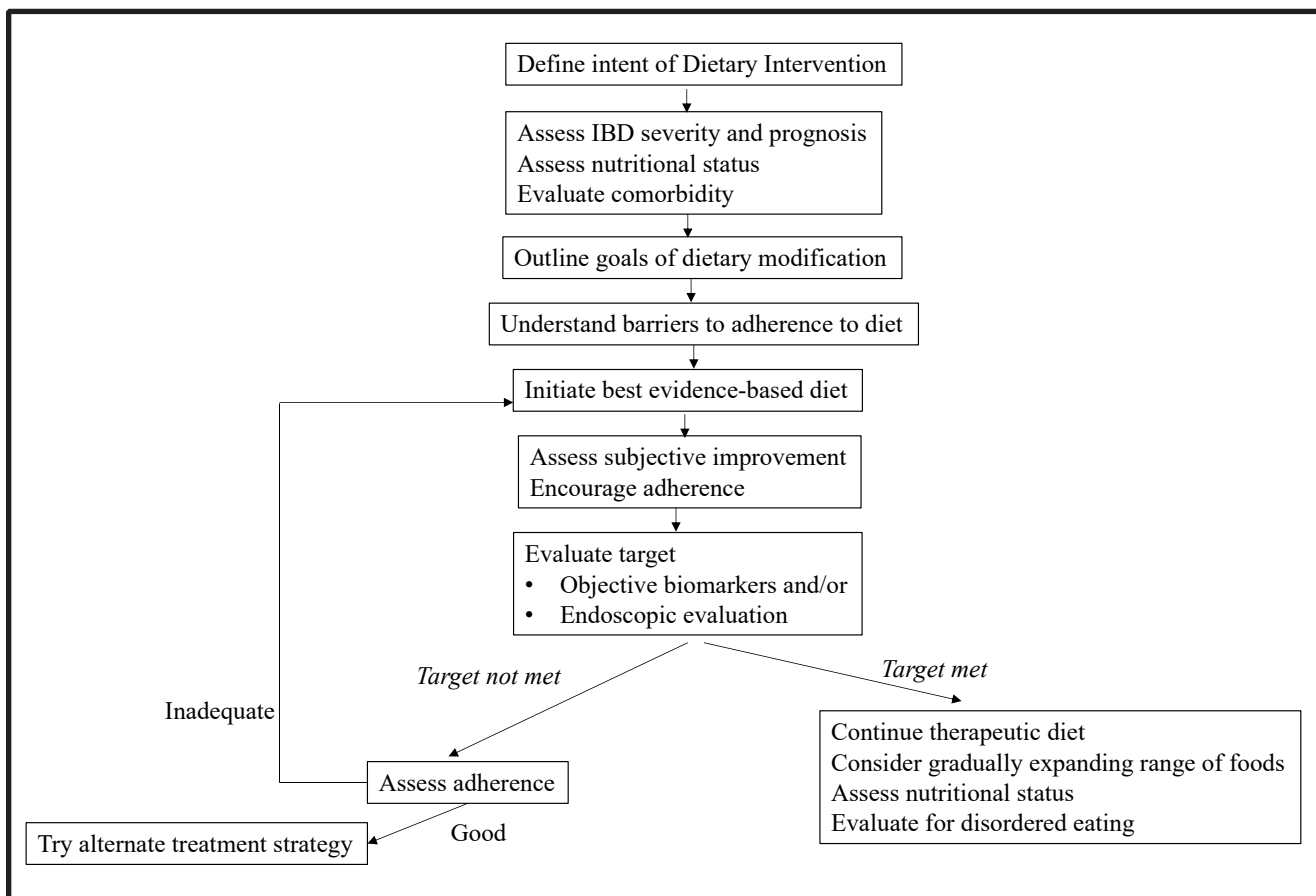 Define intent of Dietary Intervention
Assess IBD severity and prognosis
Assess nutritional status
Evaluate comorbidity
Outline goals of dietary modification
Understand barriers to adherence to diet
Initiate best evidence-based diet
Assess subjective improvement
Encourage adherence
Evaluate target
• Objective biomarkers and/or
• Endoscopic evaluation
Target not met
Target met
Inadequate
Continue therapeutic diet
Consider gradually expanding range of foods
Assess nutritional status
Evaluate for disordered eating
Assess adherence
Good
Try alternate treatment strategy